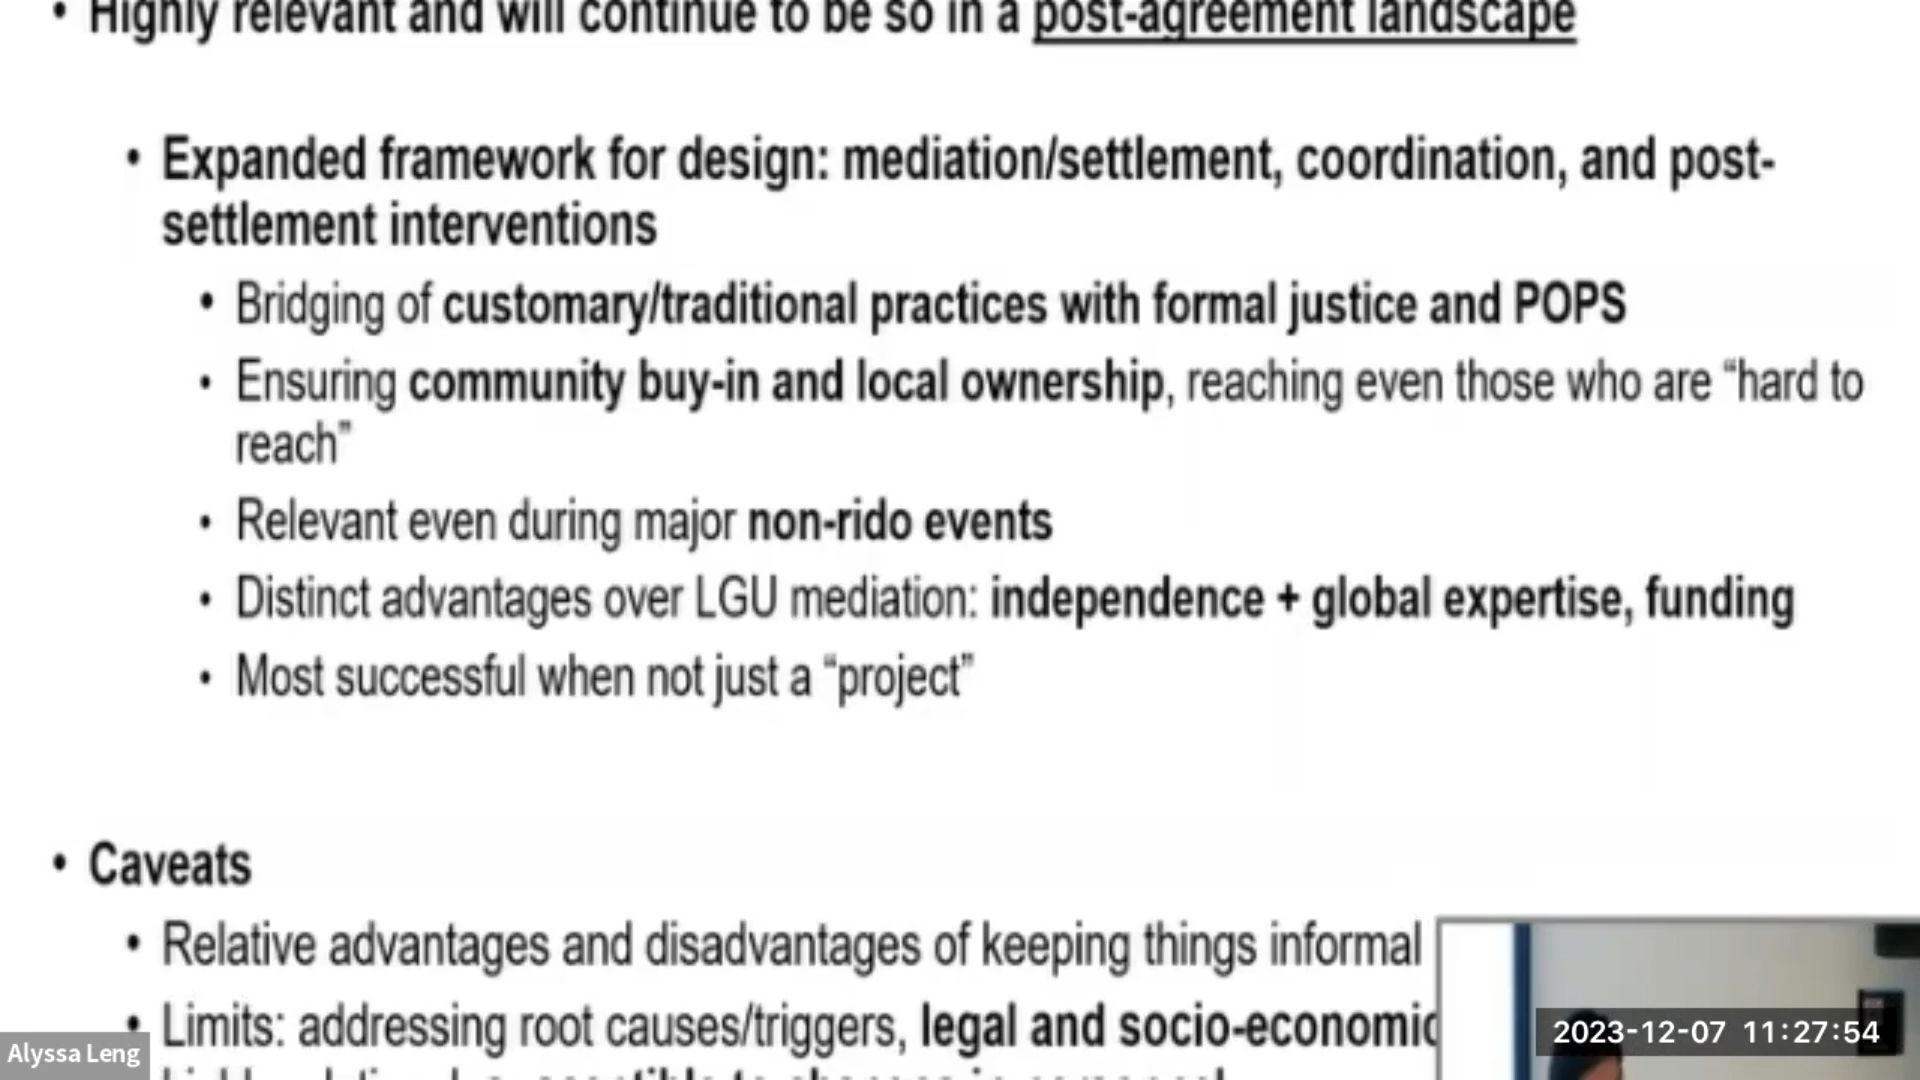 • Highly relevant and will continue to be so in a post-agreement landscape
• Expanded framework for design: mediation/settlement, coordination, and post-
settlement interventions
• Bridging of customary/traditional practices with formal justice and POPS
• Ensuring community buy-in and local ownership, reaching even those who are “hard to
reach”
• Relevant even during major non-rido events
• Distinct advantages over LGU mediation: independence + global expertise, funding
• Most successful when not just a “project”
• Caveats
• Relative advantages and disadvantages of keeping things informal
• Limits: addressing root causes/triggers, legal and socio-economic
susceptible to changes in personnel
Alyssa Leng
2023-12-07 11:27:54